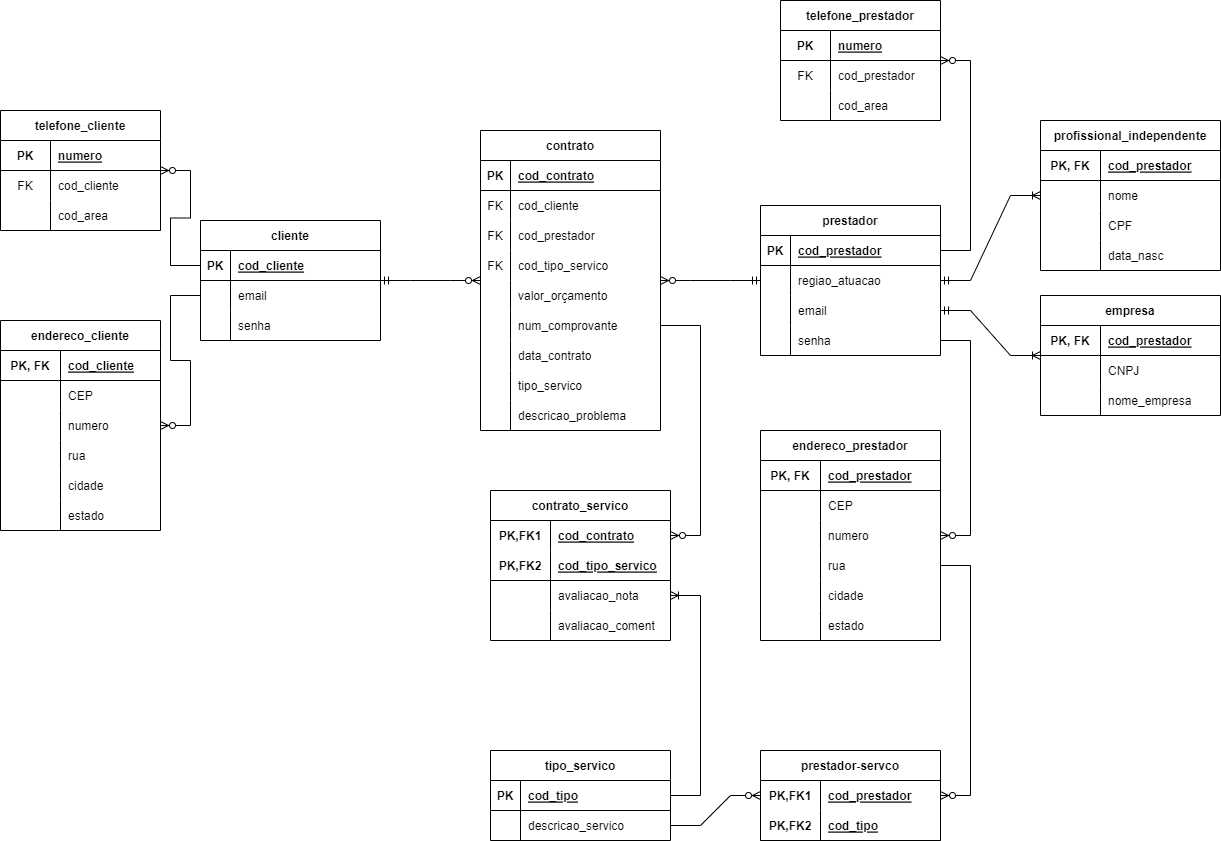 telefone_prestador
PK numero
FK cod_prestador
cod_area
telefone_cliente
PK numero
FK cod_cliente
cod_area
profissional_independente
PK, FK cod_prestador
nome
CPF
data_nasc
contrato
PK cod_contrato
FK cod_cliente
FK cod_prestador
FK cod_tipo_servico
valor_orçamento
num_comprovante
data_contrato
tipo_servico
descricao_problema
prestador
PK cod_prestador
regiao_atuacao
email
senha
cliente
PK cod_cliente
email
senha
empresa
PK, FK cod_prestador
CNPJ
nome_empresa
endereco_cliente
PK, FK cod_cliente
CEP
numero
rua
cidade
estado
endereco_prestador
PK, FK cod_prestador
CEP
numero
rua
cidade
estado
contrato_servico
PK,FK1 cod_contrato
PK,FK2 cod_tipo_servico
avaliacao_nota
avaliacao_coment
tipo_servico
PK cod_tipo
descricao_servico
prestador-servco
PK,FK1 cod_prestador
PK,FK2 cod_tipo